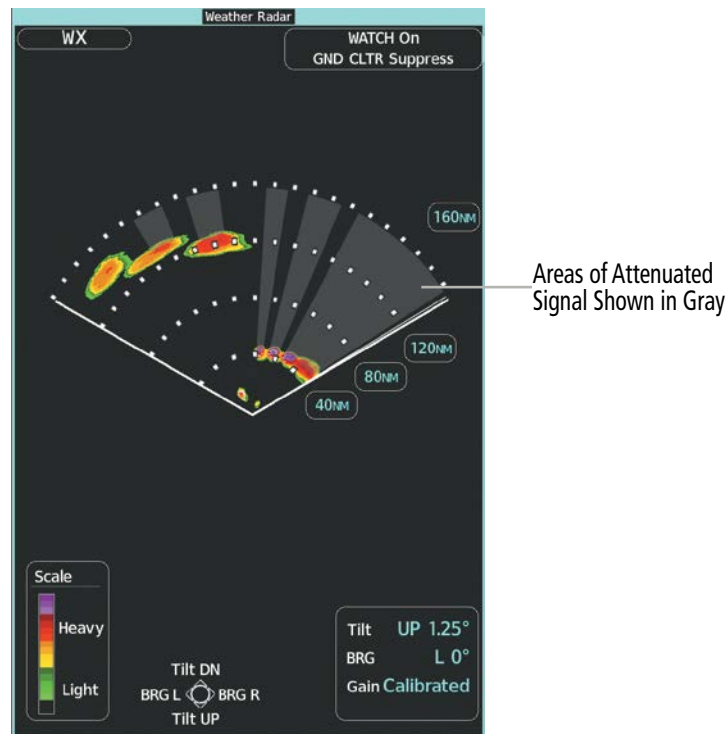 Weather Radar
WX
WATCH On
GND CLTR Suppress
160NM
Areas of Attenuated
Signal Shown in Gray
120NM
80NM
40NM
Scale
Heavy
Light
Tilt DN
BRG L BRG R
Tilt UP
Tilt UP 1.25°
BRG L 0°
Gain Calibrated